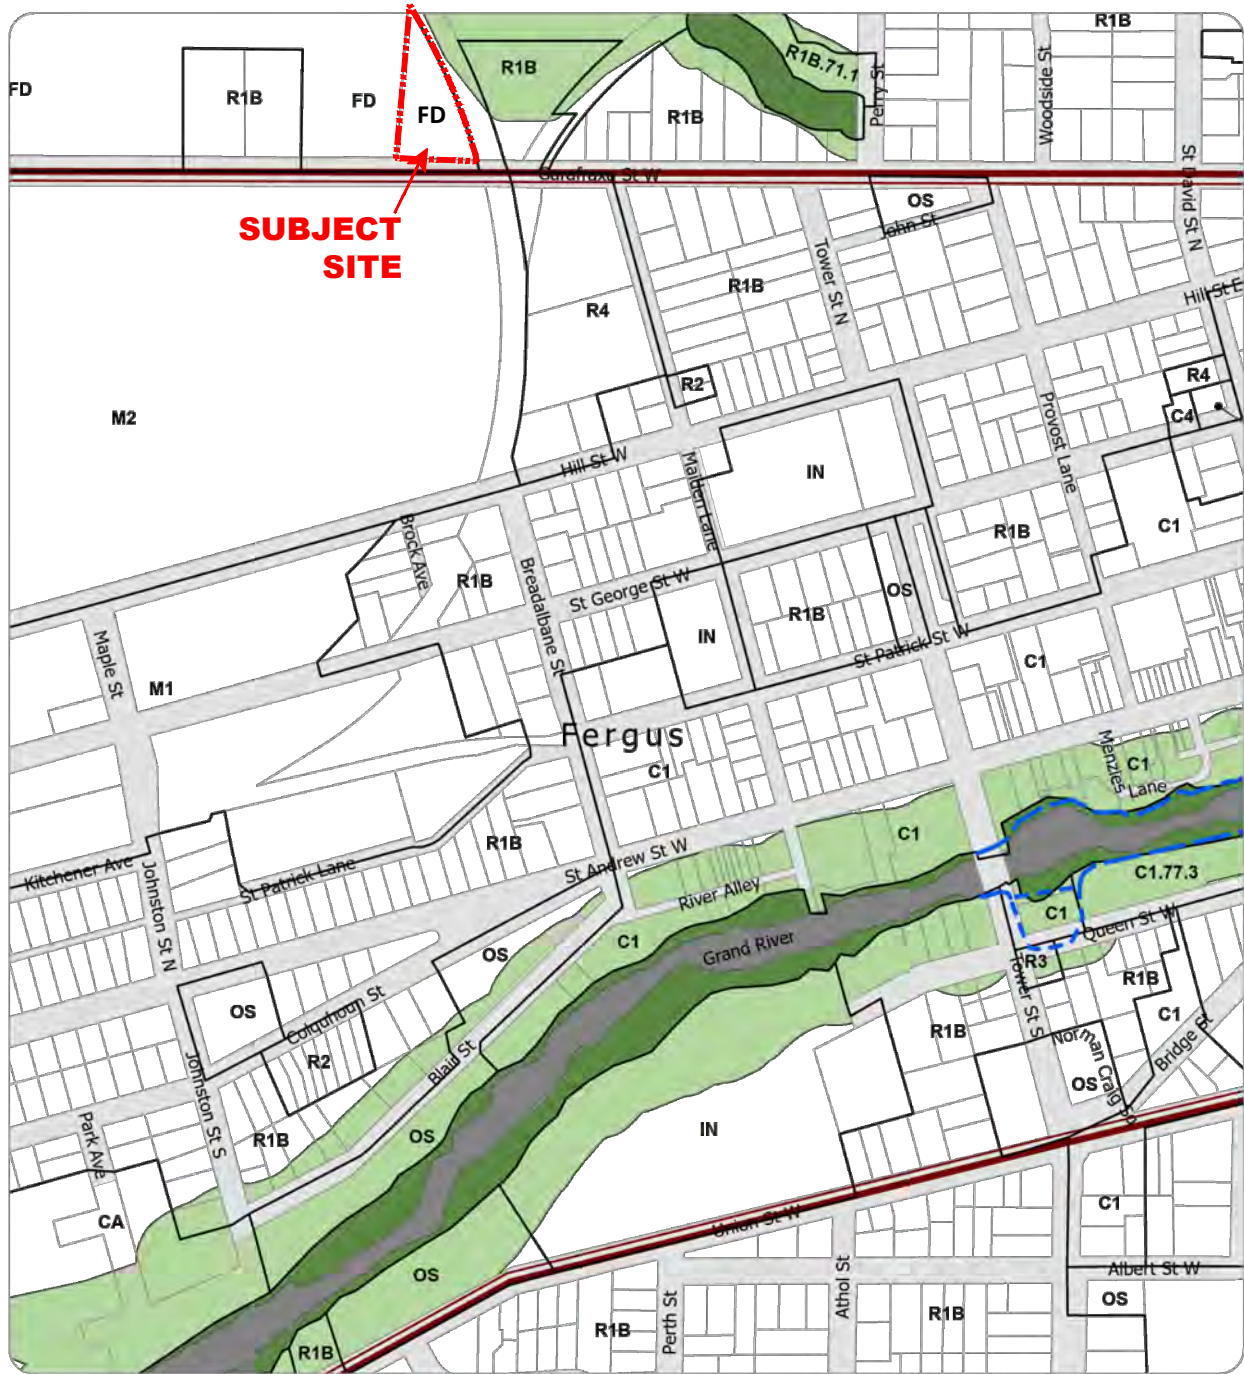 R1B
R1B.71.1
R1B
FD
R1B
FD
FD
R1B
Perry St
Woodside St
St David St N
Garafraxa St W
SUBJECT
SITE
OS
John St
Tower St N
R1B
Hill St E
R4
R2
R4
C4
M2
Provost Lane
Hill St W
Maiden Lane
IN
C1
R1B
Brock Ave
R1B
Breadalbane St
St George St W
R1B
OS
IN
St Patrick St W
C1
Maple St
M1
Fergus
C1
Menzies
Lane
C1
C1
R1B
St Andrew St W
Kitchener Ave
St Patrick Lane
Johnston St N
River Alley
C1.77.3
C1
Queen St W
C1
Grand River
OS
R3
R1B
Tower St S
C1
OS
Colquhoun St
R2
Blair St
R1B
Norman Craig Sq
Bridge St
OS
Johnston St S
Park Ave
R1B
OS
IN
CA
C1
Union St W
OS
Albert St W
OS
Athol St
Perth St
R1B
R1B
R1B